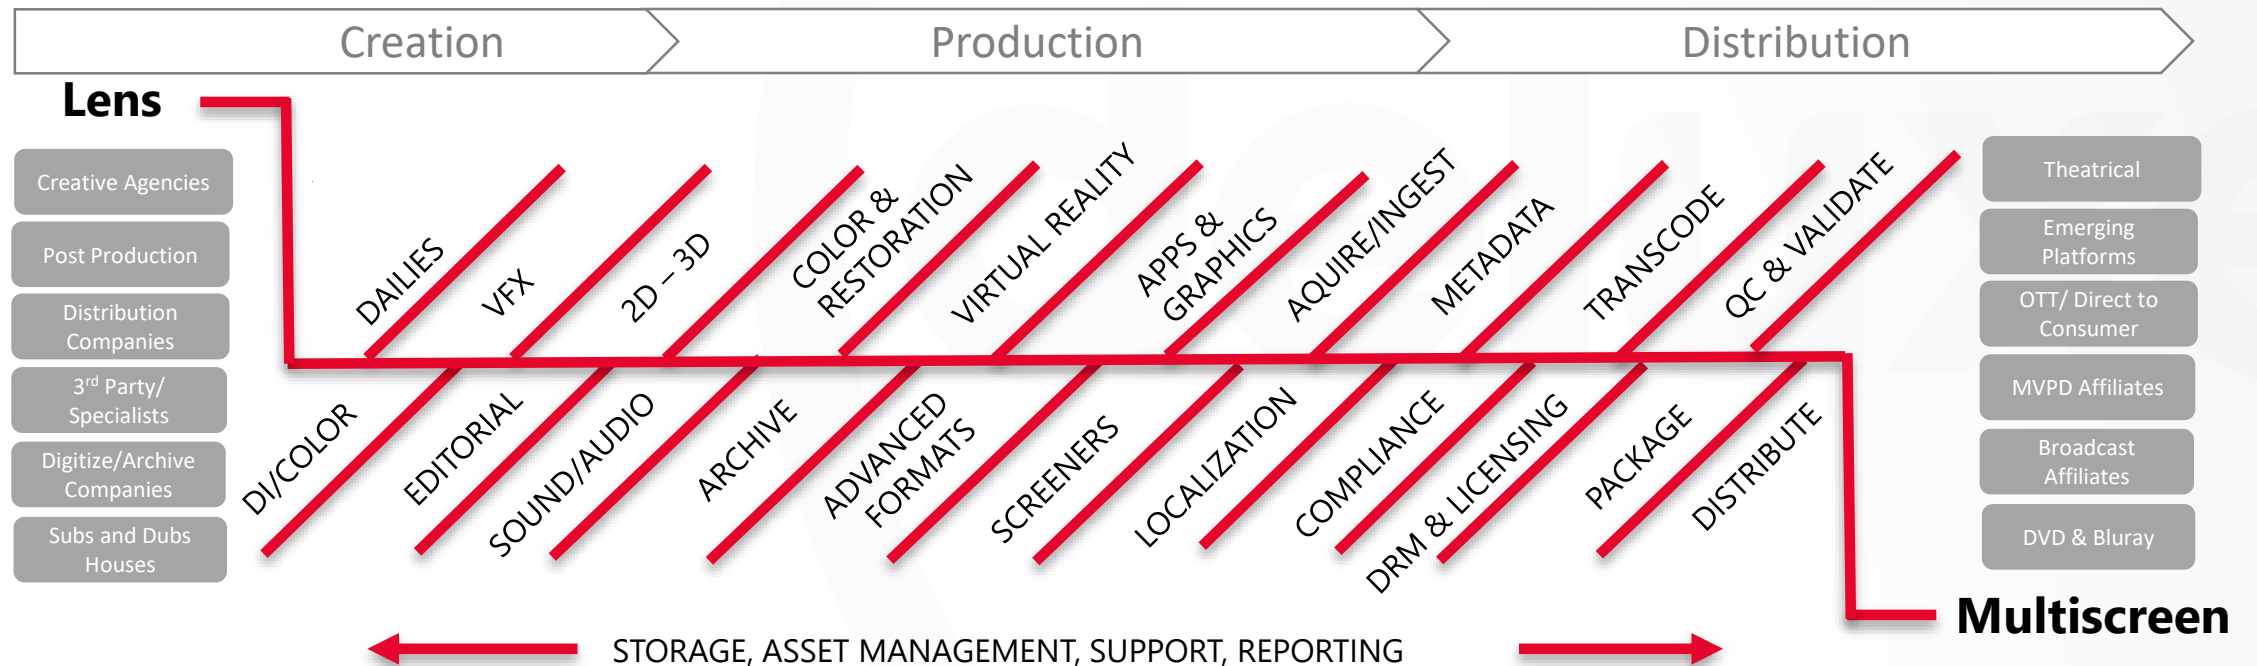 Creation
Production
Distribution
Lens
Creative Agencies
Post Production
Distribution
Companies
3rd Party/
Specialists
Digitize/Archive
Companies
Subs and Dubs
Houses
DAILIES
VFX
2D – 3D
COLOR &
RESTORATION
VIRTUAL REALITY
APPS &
GRAPHICS
AQUIRE/INGEST
METADATA
TRANSCODE
QC & VALIDATE
DI/COLOR
EDITORIAL
SOUND/AUDIO
ARCHIVE
ADVANCED
FORMATS
SCREENERS
LOCALIZATION
COMPLIANCE
DRM & LICENSING
PACKAGE
DISTRIBUTE
Theatrical
Emerging
Platforms
OTT/ Direct to
Consumer
MVPD Affiliates
Broadcast
Affiliates
DVD & Bluray
Multiscreen
STORAGE, ASSET MANAGEMENT, SUPPORT, REPORTING